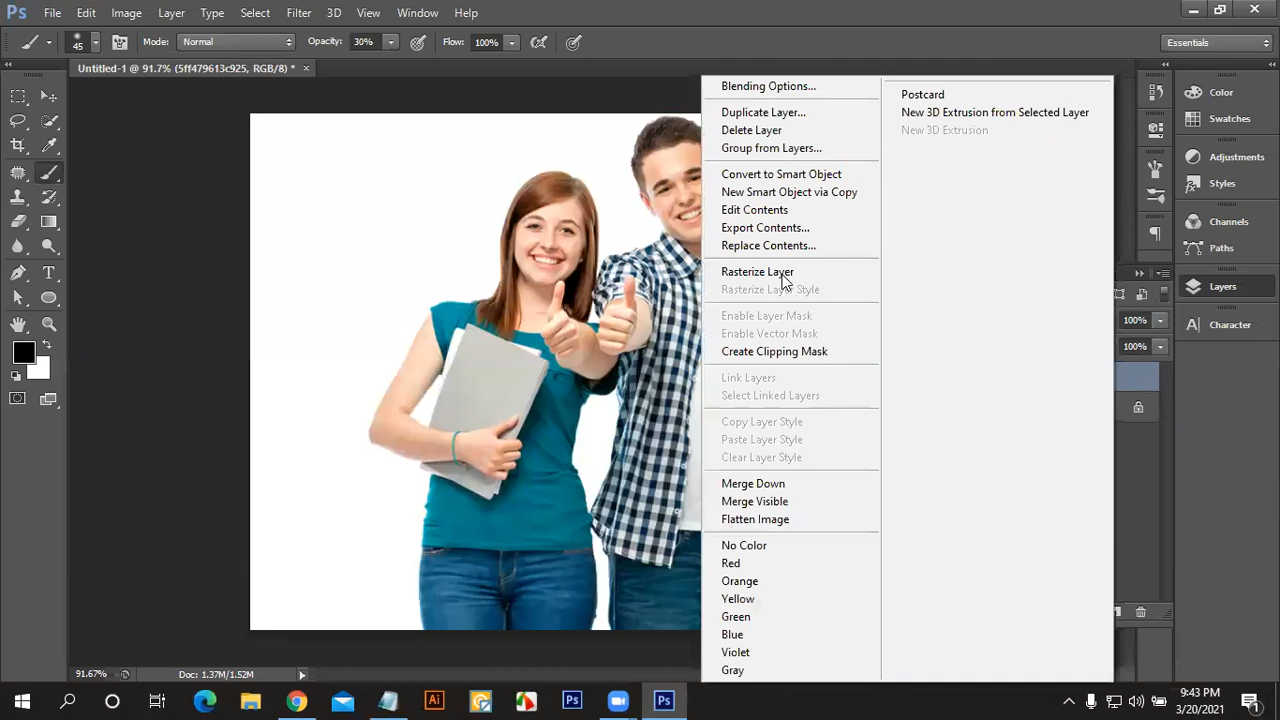 Ps File Edit Image Layer Type Select Filter 3D View Window Help
45 Mode: Normal Opacity: 30% Flow: 100% Essentials
Untitled-1 @ 91.7% (5ff479613c925, RGB/8) * ×
Blending Options...
Duplicate Layer...
Delete Layer
Group from Layers...
Convert to Smart Object
New Smart Object via Copy
Edit Contents
Export Contents...
Replace Contents...
Rasterize Layer
Rasterize Layer Style
Enable Layer Mask
Enable Vector Mask
Create Clipping Mask
Link Layers
Select Linked Layers
Copy Layer Style
Paste Layer Style
Clear Layer Style
Merge Down
Merge Visible
Flatten Image
No Color
Red
Orange
Yellow
Green
Blue
Violet
Gray
Postcard
New 3D Extrusion from Selected Layer
New 3D Extrusion
Color
Swatches
Adjustments
Styles
Channels
Paths
Layers
Character
100%
100%
91.67% Doc: 1.37M/1.52M
Ai Ps Ps
9:43 PM
3/20/2021
1